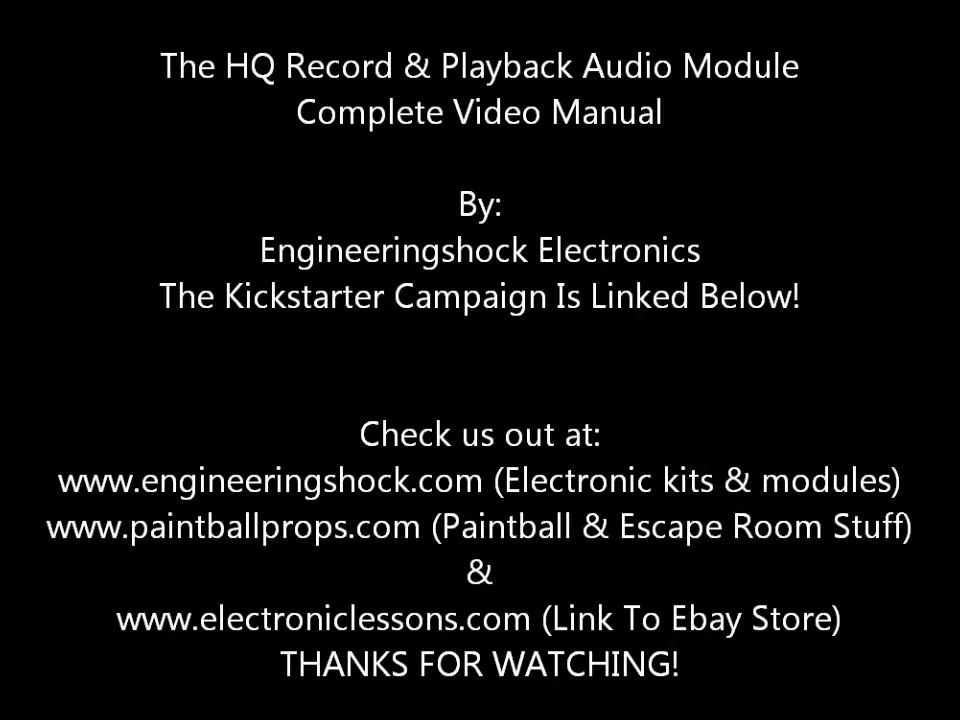 The HQ Record & Playback Audio Module
Complete Video Manual
By:
Engineeringshock Electronics
The Kickstarter Campaign Is Linked Below!
Check us out at:
www.engineeringshock.com (Electronic kits & modules)
www.paintballprops.com (Paintball & Escape Room Stuff)
&
www.electroniclessons.com (Link To Ebay Store)
THANKS FOR WATCHING!